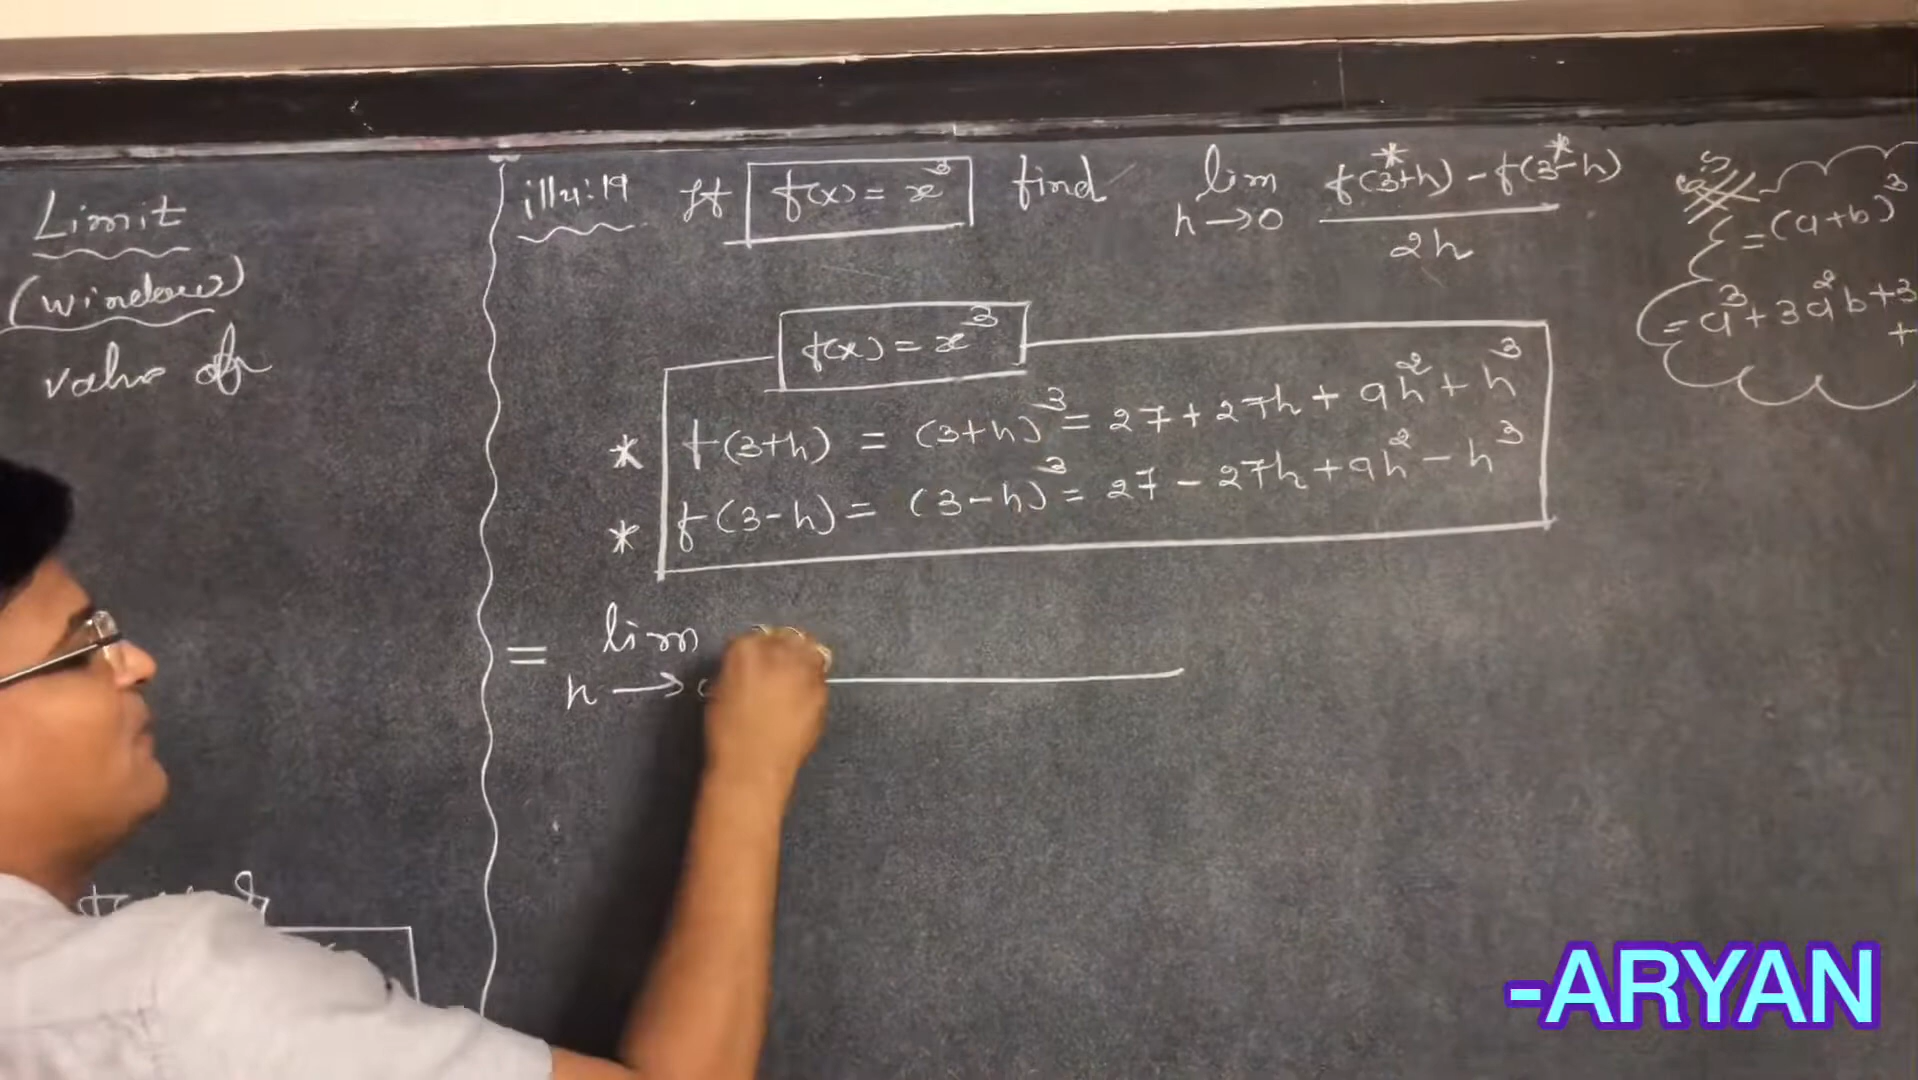 Limit
(window)
value of
illu:19 If f(x) = x³ find lim h→0 f(3+h) - f(3-h) / 2h
f(x) = x³
* f(3+h) = (3+h)³ = 27 + 27h + 9h² + h³
* f(3-h) = (3-h)³ = 27 - 27h + 9h² - h³
= lim
h →
= (a+b)³
= a³ + 3a²b + 3
+
-ARYAN